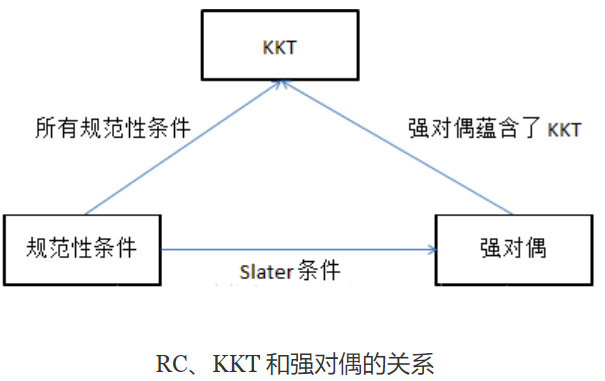 KKT
所有规范性条件
强对偶蕴含了 KKT
规范性条件
强对偶
Slater 条件
RC、KKT 和强对偶的关系